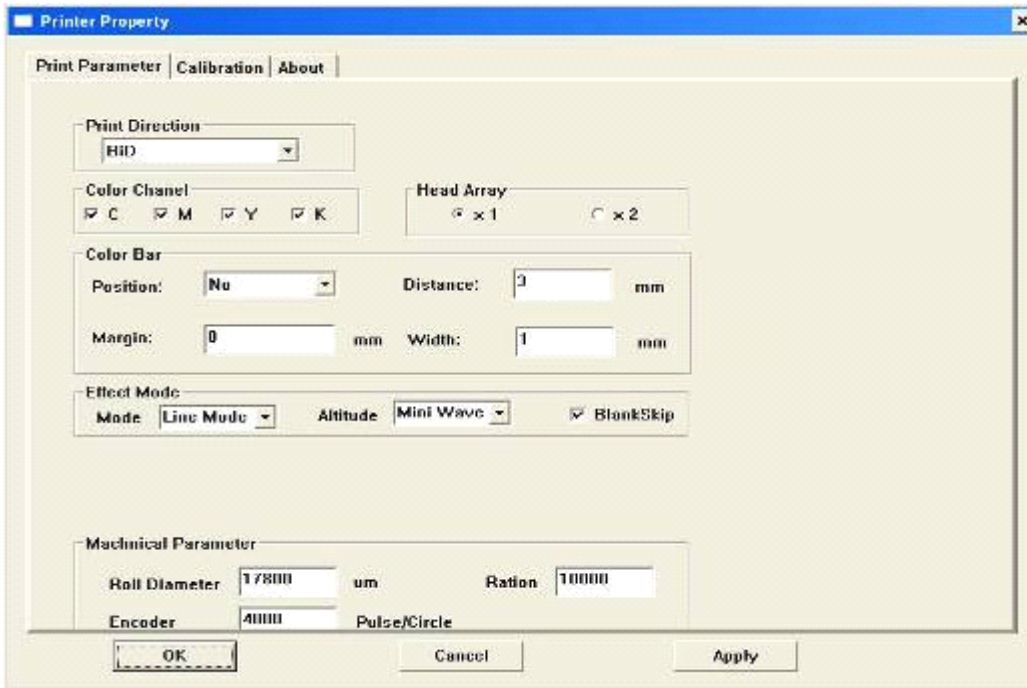 Printer Property
Print Parameter Calibration About
Print Direction
BiD
Color Chanel
C M Y K
Head Array
x 1 x 2
Color Bar
Position: No Distance: 3 mm
Margin: 0 mm Width: 1 mm
Effect Mode
Mode Line Mode Altitude Mini Wave BlankSkip
Machnical Parameter
Roll Diameter 17800 um Ration 10000
Encoder 4000 Pulse/Circle
OK Cancel Apply